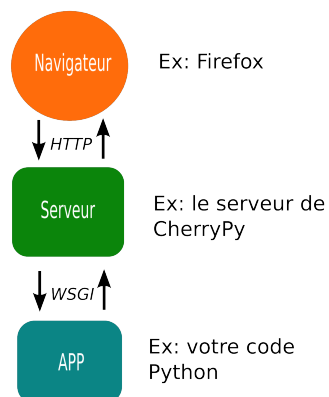 Navigateur
Ex: Firefox
HTTP
Serveur
Ex: le serveur de
CherryPy
WSGI
APP
Ex: votre code
Python